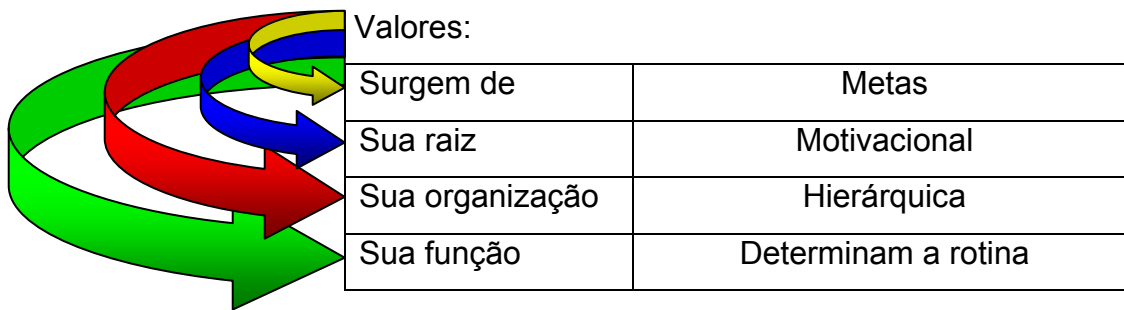 Valores:
Surgem de Metas
Sua raiz Motivacional
Sua organização Hierárquica
Sua função Determinam a rotina